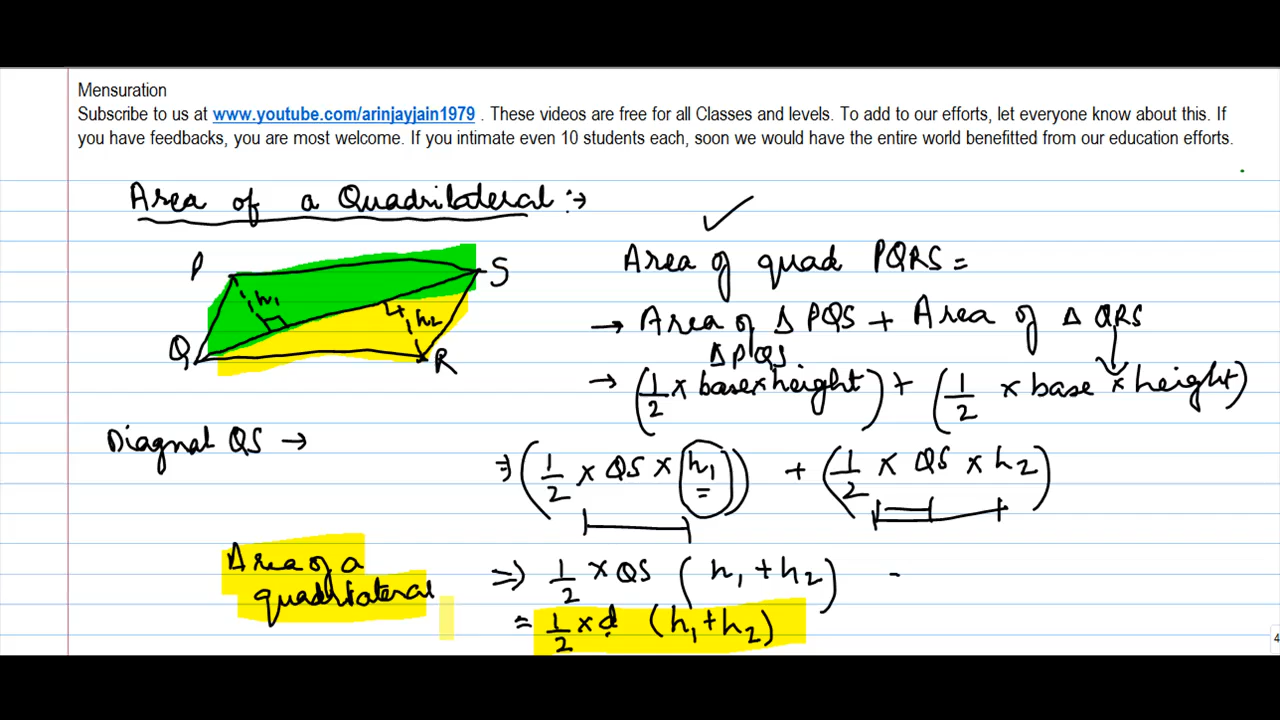 Mensuration
Subscribe to us at www.youtube.com/arinjayjain1979 . These videos are free for all Classes and levels. To add to our efforts, let everyone know about this. If
you have feedbacks, you are most welcome. If you intimate even 10 students each, soon we would have the entire world benefitted from our education efforts.
Area of a Quadrilateral :→
P S
h1
h2
Q R
Area of quad PQRS =
→ Area of Δ PQS + Area of Δ QRS
ΔPQS
→ (1/2 × base × height) + (1/2 × base × height)
Diagnal QS →
⇒ (1/2 × QS × (h1)) + (1/2 × QS × h2)
Area of a
quadrilateral
⇒ 1/2 × QS (h1 + h2) -
= 1/2 × d (h1 + h2)
4